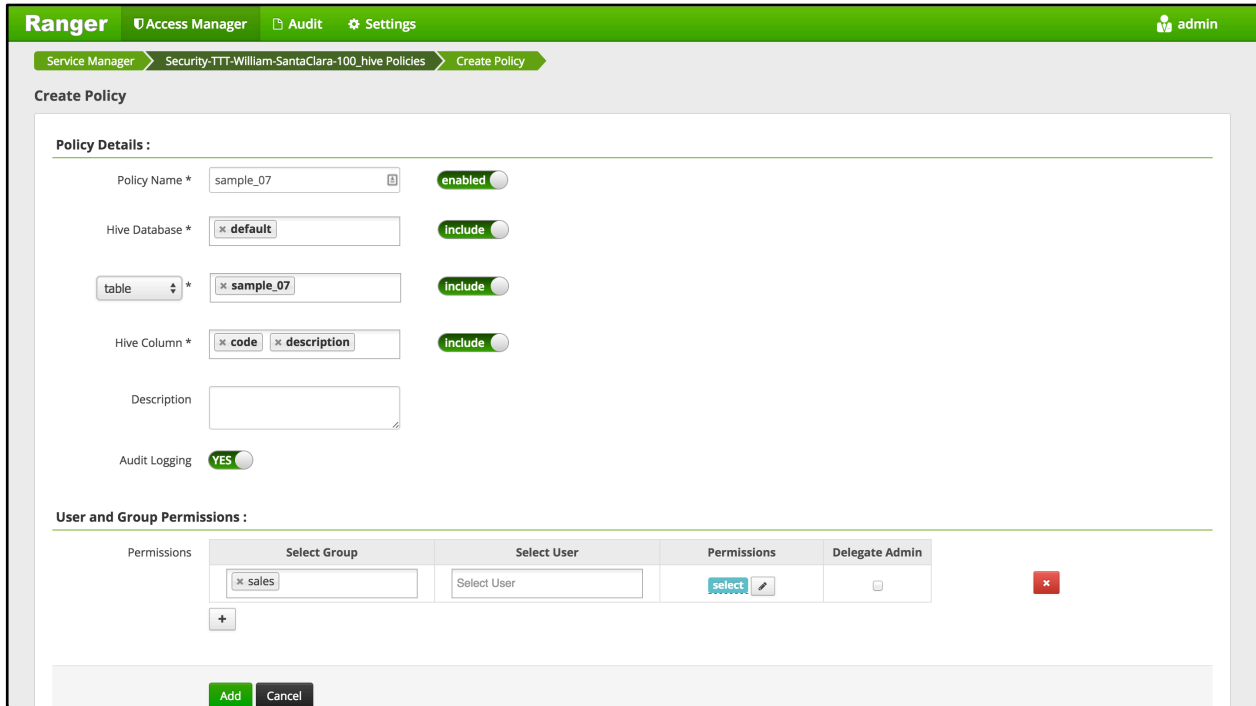 Ranger Access Manager Audit Settings admin
Service Manager Security-TTT-William-SantaClara-100_hive Policies Create Policy
Create Policy
Policy Details :
Policy Name * sample_07 enabled
Hive Database * × default include
table * × sample_07 include
Hive Column * × code × description include
Description
Audit Logging YES
User and Group Permissions :
Permissions Select Group Select User Permissions Delegate Admin
× sales Select User select ×
+
Add Cancel